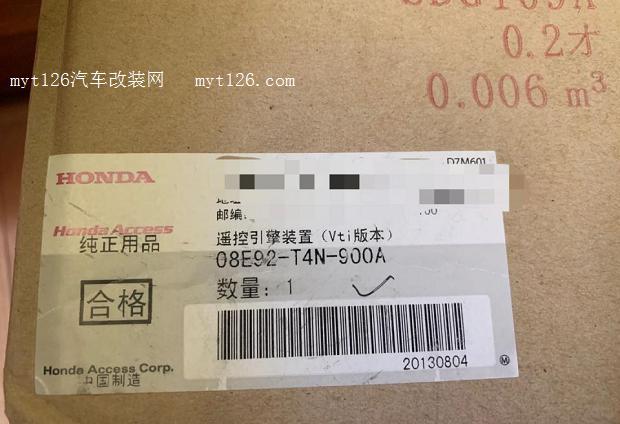 0.2才
0.006 m³
myt126汽车改装网 myt126.com
HONDA
D7M601
邮编:
Honda Access
纯正用品
遥控引擎装置(Vti版本)
08E92-T4N-900A
数量: 1
合格
20130804
Honda Access Corp.
中国制造
M